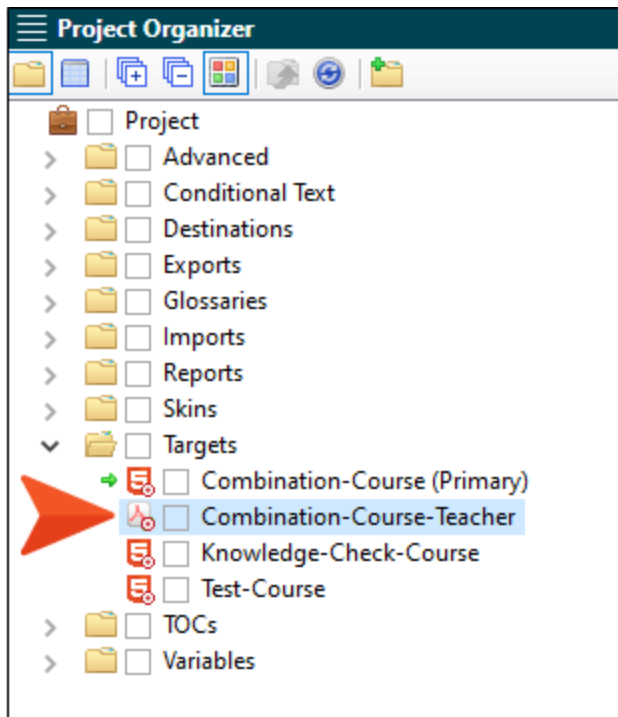 Project Organizer
Project
Advanced
Conditional Text
Destinations
Exports
Glossaries
Imports
Reports
Skins
Targets
Combination-Course (Primary)
Combination-Course-Teacher
Knowledge-Check-Course
Test-Course
TOCs
Variables